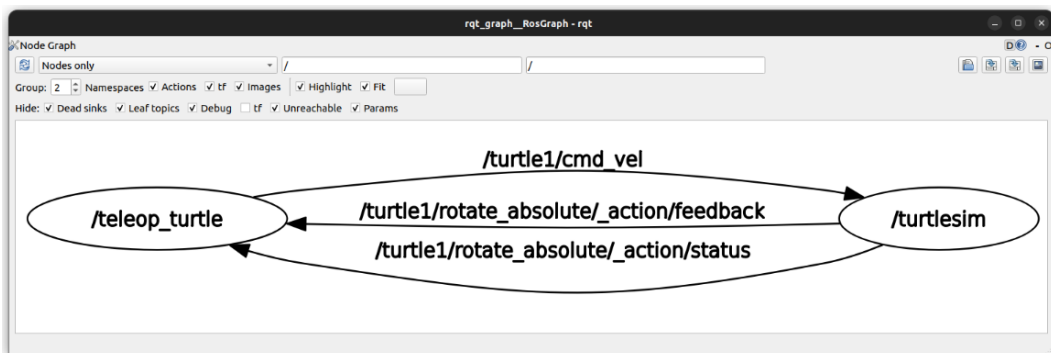 rqt_graph__RosGraph - rqt
Node Graph
D - O
Nodes only / /
Group: 2 Namespaces Actions tf Images Highlight Fit
Hide: Dead sinks Leaf topics Debug tf Unreachable Params
/turtle1/cmd_vel
/teleop_turtle
/turtle1/rotate_absolute/_action/feedback
/turtlesim
/turtle1/rotate_absolute/_action/status